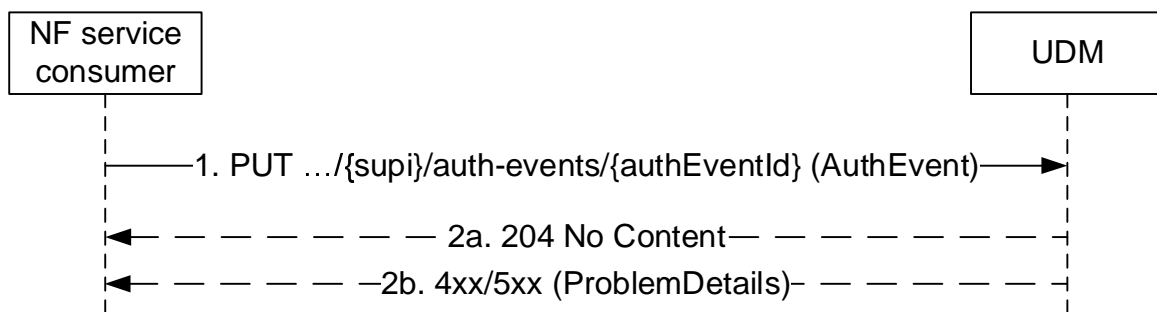 NF service
consumer
UDM
1. PUT …/{supi}/auth-events/{authEventId} (AuthEvent)
2a. 204 No Content
2b. 4xx/5xx (ProblemDetails)